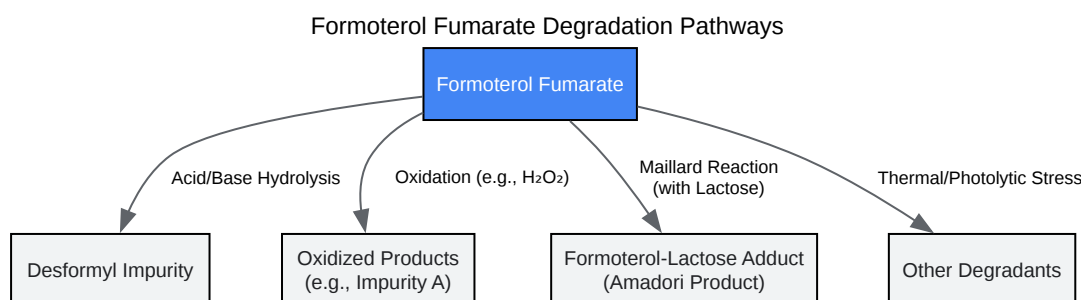 Formoterol Fumarate Degradation Pathways
Formoterol Fumarate
Acid/Base Hydrolysis
Oxidation (e.g., H₂O₂)
Maillard Reaction
(with Lactose)
Thermal/Photolytic Stress
Desformyl Impurity
Oxidized Products
(e.g., Impurity A)
Formoterol-Lactose Adduct
(Amadori Product)
Other Degradants